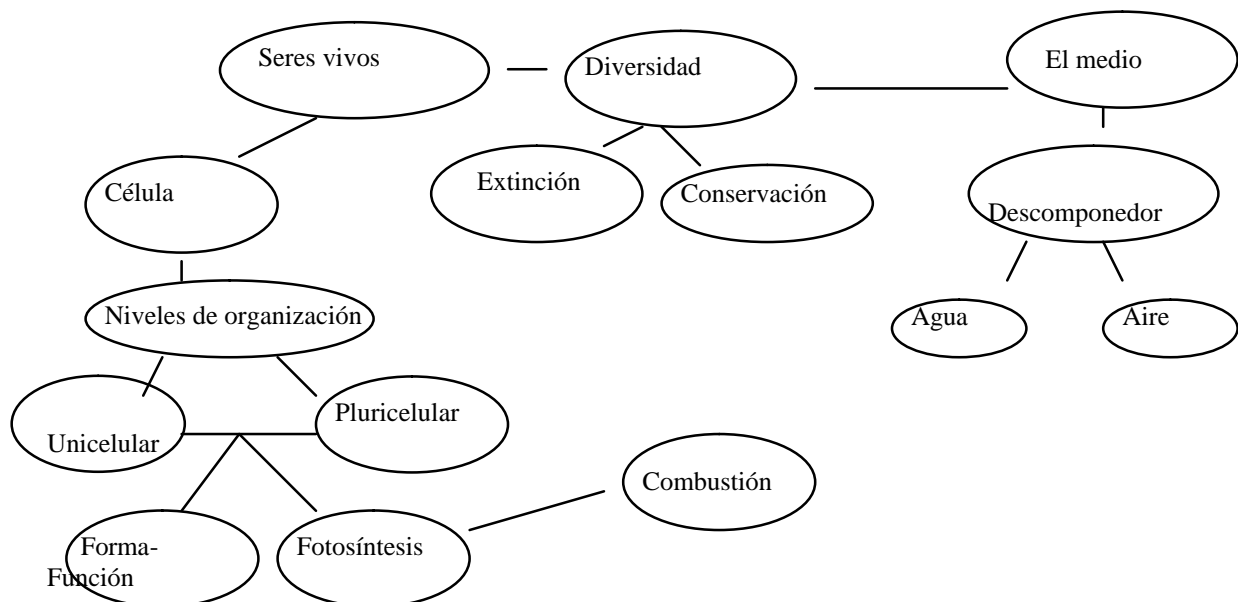 Seres vivos
Diversidad
El medio
Célula
Extinción
Conservación
Descomponedor
Niveles de organización
Agua
Aire
Unicelular
Pluricelular
Combustión
Forma-
Función
Fotosíntesis